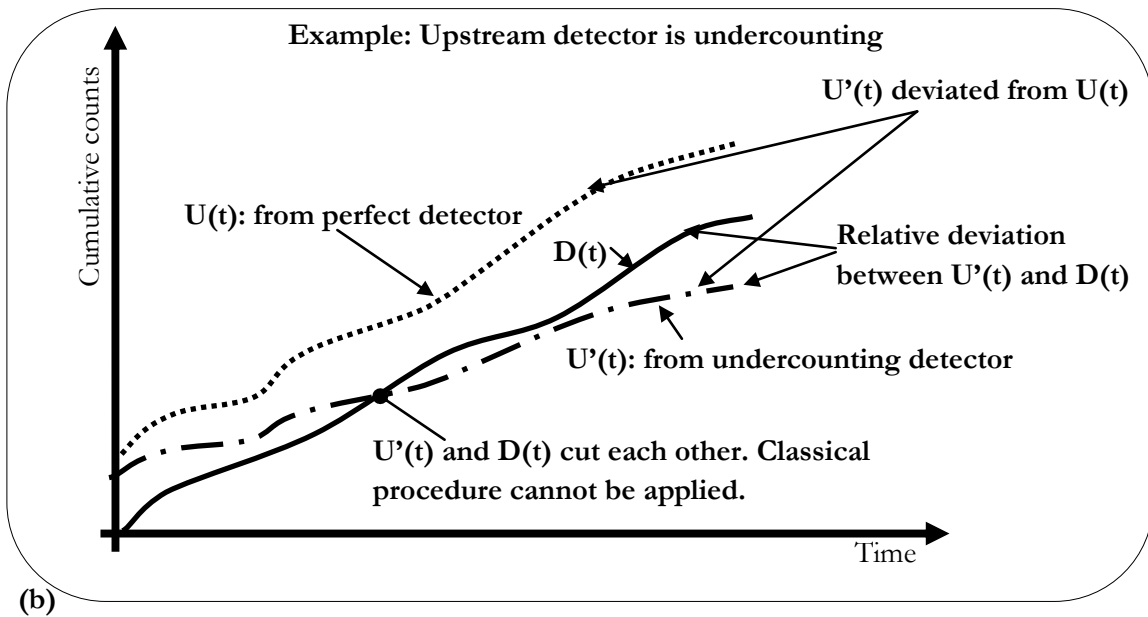 Example: Upstream detector is undercounting
Cumulative counts
U’(t) deviated from U(t)
U(t): from perfect detector
D(t)
Relative deviation
between U’(t) and D(t)
U’(t): from undercounting detector
U’(t) and D(t) cut each other. Classical
procedure cannot be applied.
Time
(b)